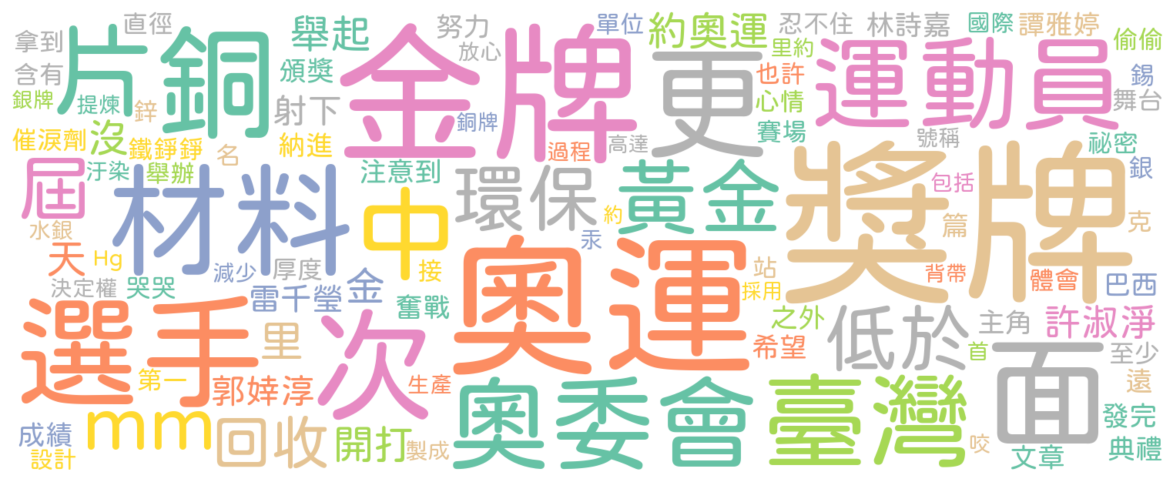 拿到
直徑
舉起
努力
放心
單位
約奧運
忍不住
林詩嘉
國際
譚雅婷
偷偷
含有
片銅
頒獎
金牌
更
里約
運動員
也許
錫
銀牌
提煉
鋅
射下
心情
舞台
催淚劑
沒
鐵錚錚
納進
銅牌
高達
賽場
號稱
祕密
名
過程
汙染
舉辦
注意到
屆
材料
中
環保
黃金
獎牌
包括
銀
水銀
約
篇
克
天
Hg
減少
厚度
接
汞
奧運
站
背帶
體會
巴西
決定權
哭哭
雷千瑩
金
奮戰
採用
選手
次
之外
低於
主角
許淑淨
里
希望
首
面
至少
第一
郭婞淳
生產
奧委會
臺灣
遠
mm
回收
開打
製成
發完
成績
設計
咬
文章
典禮